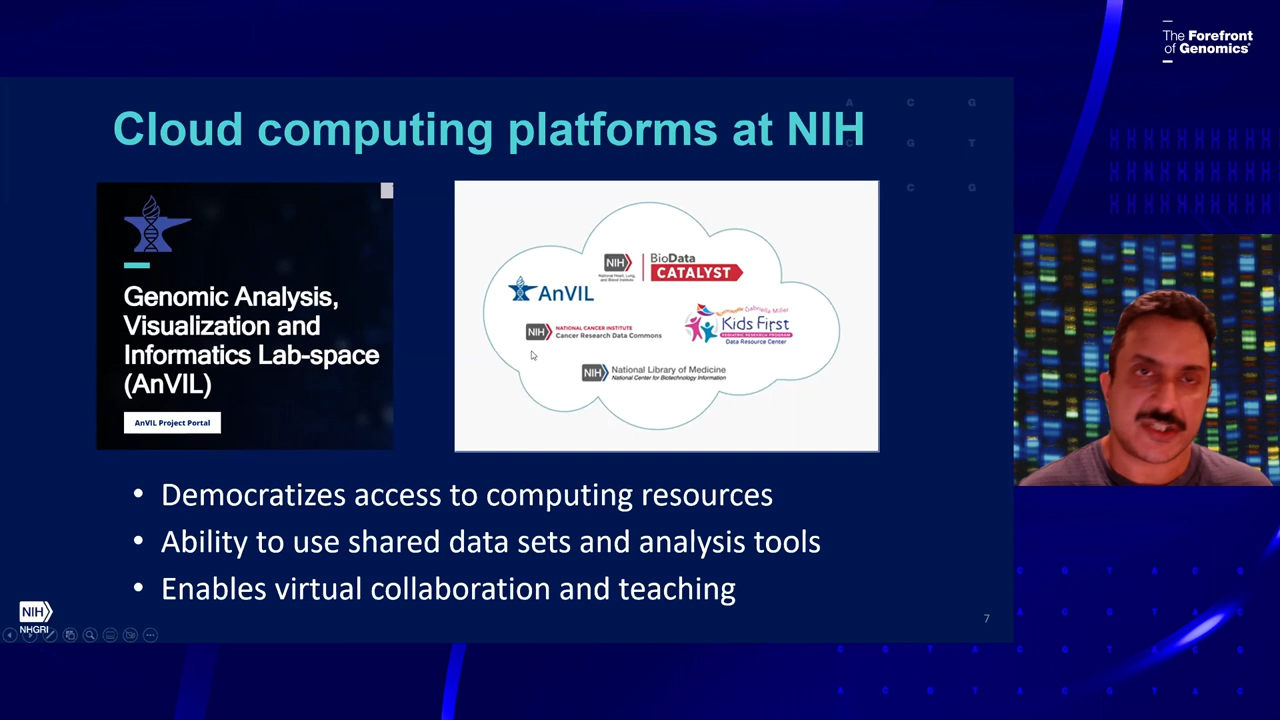 The Forefront
of Genomics®
Cloud computing platforms at NIH
Genomic Analysis,
Visualization and
Informatics Lab-space
(AnVIL)
AnVIL Project Portal
NIH
National Heart, Lung,
and Blood Institute
BioData
CATALYST
AnVIL
NIH
NATIONAL CANCER INSTITUTE
Cancer Research Data Commons
Gabriella Miller
Kids First
PEDIATRIC RESEARCH PROGRAM
Data Resource Center
NIH
National Library of Medicine
National Center for Biotechnology Information
• Democratizes access to computing resources
• Ability to use shared data sets and analysis tools
• Enables virtual collaboration and teaching
NIH
NHGRI
7